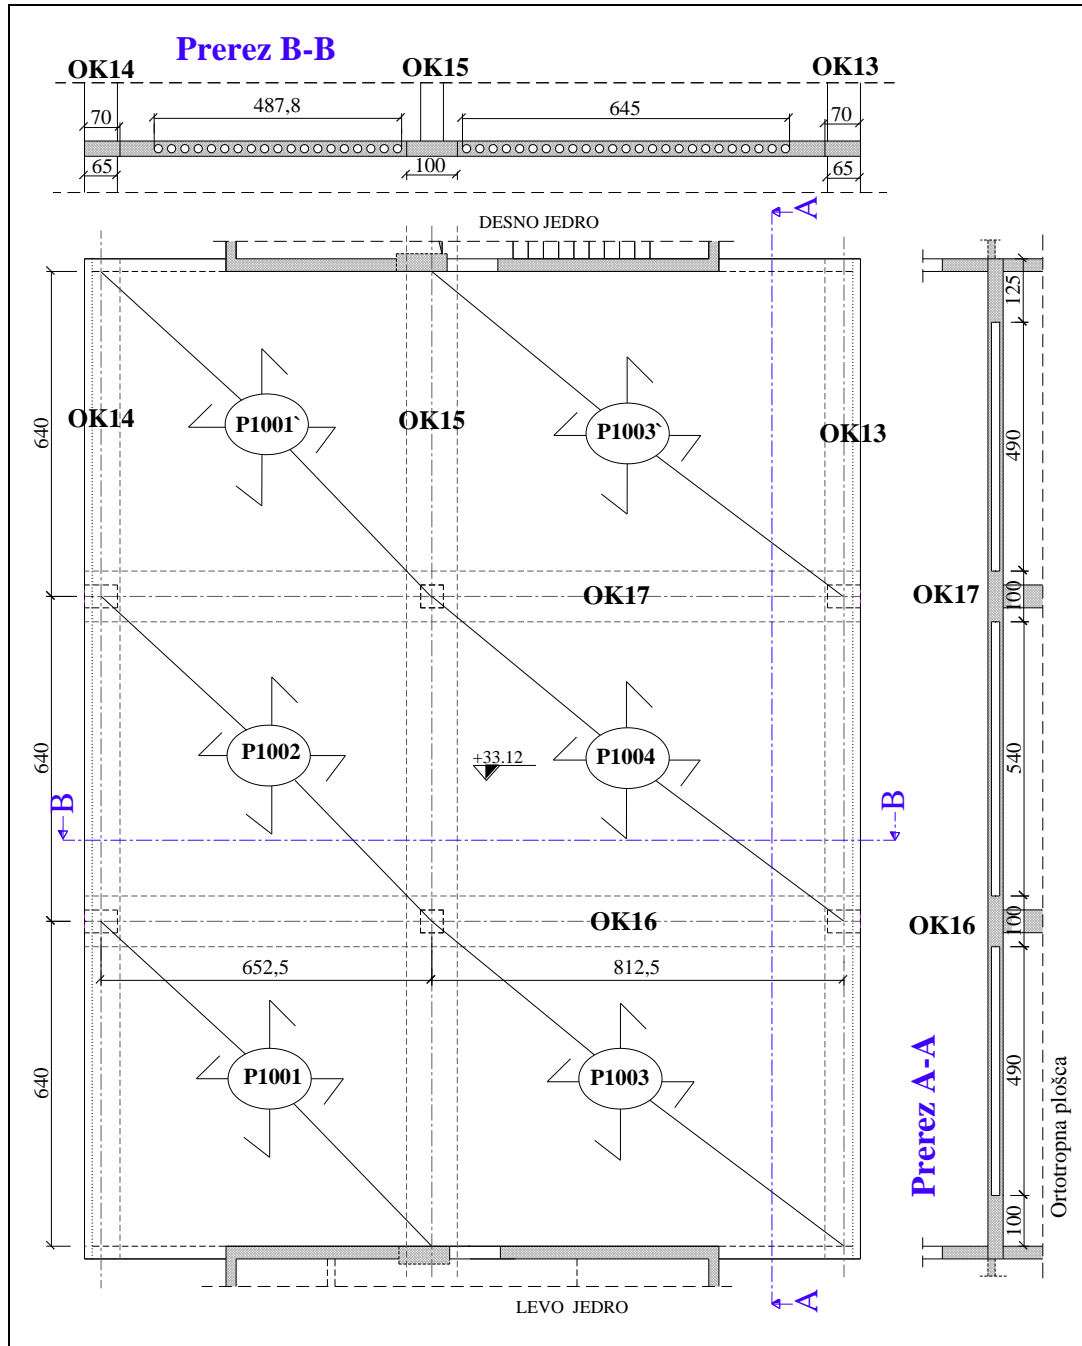 Prerez B-B
OK14
OK15
OK13
487,8
645
70
70
65
100
65
DESNO JEDRO
A
125
640
P1001`
P1003`
OK14
OK15
OK13
490
OK17
OK17
100
640
P1002
P1004
+33.12
540
B
B
OK16
OK16
100
652,5
812,5
640
P1001
P1003
490
Prerez A-A
Ortotropna plošca
100
A
LEVO JEDRO